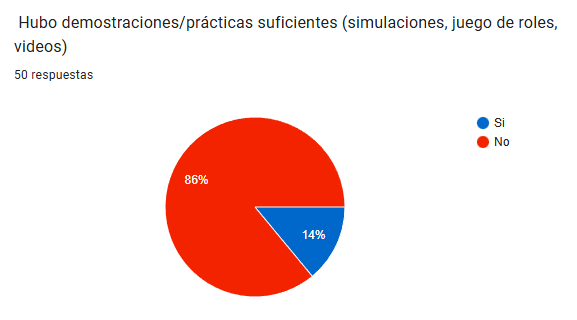 Hubo demostraciones/prácticas suficientes (simulaciones, juego de roles,
videos)
50 respuestas
Si
No
86%
14%